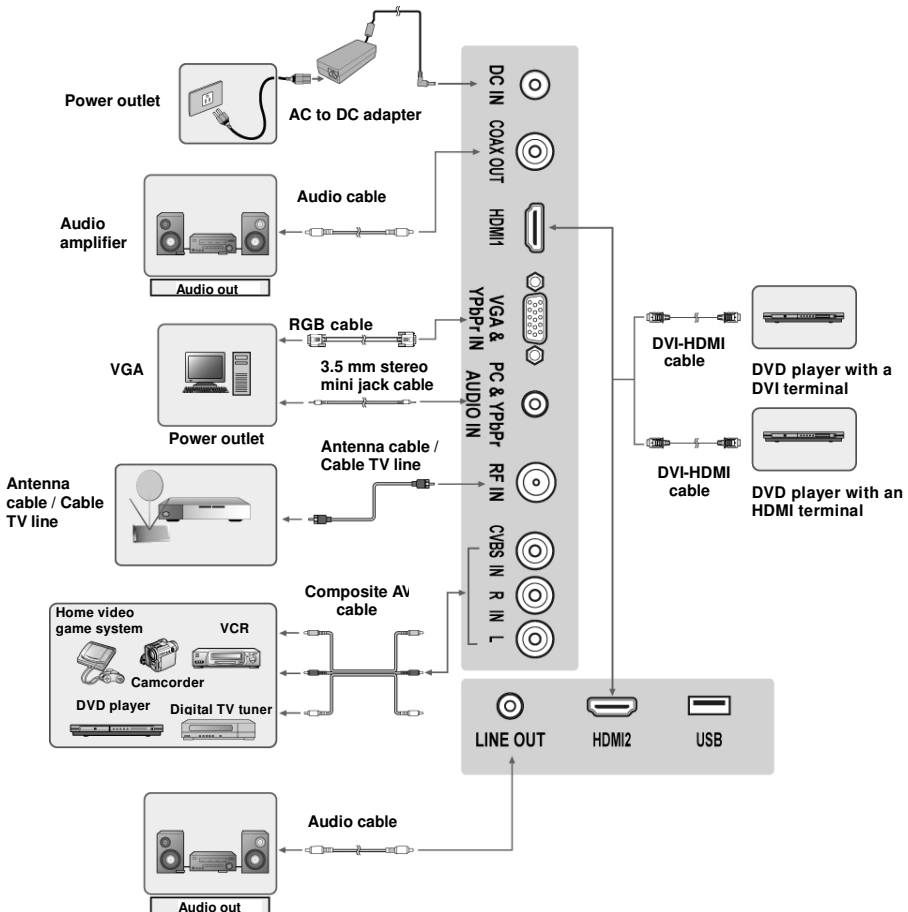 Power outlet
AC to DC adapter
DC IN
COAX OUT
Audio cable
Audio
amplifier
Audio out
HDMI1
RGB cable
VGA &
YPbPr IN
VGA
3.5 mm stereo
mini jack cable
PC & YPbPr
AUDIO IN
Power outlet
DVI-HDMI
cable
DVD player with a
DVI terminal
Antenna cable /
Cable TV line
RF IN
Antenna
cable / Cable
TV line
DVI-HDMI
cable
DVD player with an
HDMI terminal
CVBS IN
R IN L
Composite AV
cable
Home video
game system
VCR
Camcorder
DVD player
Digital TV tuner
LINE OUT
HDMI2
USB
Audio cable
Audio out